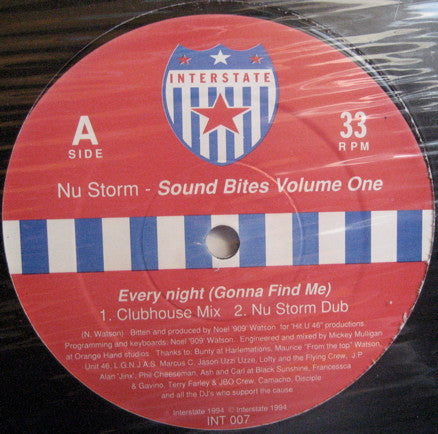 INTERSTATE
A
SIDE
33
RPM
Nu Storm - Sound Bites Volume One
Every night (Gonna Find Me)
1. Clubhouse Mix 2. Nu Storm Dub
(N. Watson) Bitten and produced by Noel '909' Watson for "Hit U 46" productions.
Programming and keyboards: Noel '909' Watson. Engineered and mixed by Mickey Mulligan
at Orange Hand studios Thanks to. Bunty at Harlemations, Maurice "From the top" Watson,
Unit 46, L.G.N.J.A.S, Marcus C, Jason Uzzi Uzze, Lofty and the Flying Crew, J.P.
Alan 'Jinx', Phil Cheeseman, Ash and Carl at Black Sunshine, Francessca
& Gavino, Terry Farley & JBO Crew, Camacho, Disciple
and all the DJ's who support the cause
Ⓟ Interstate 1994 © Interstate 1994
INT 007